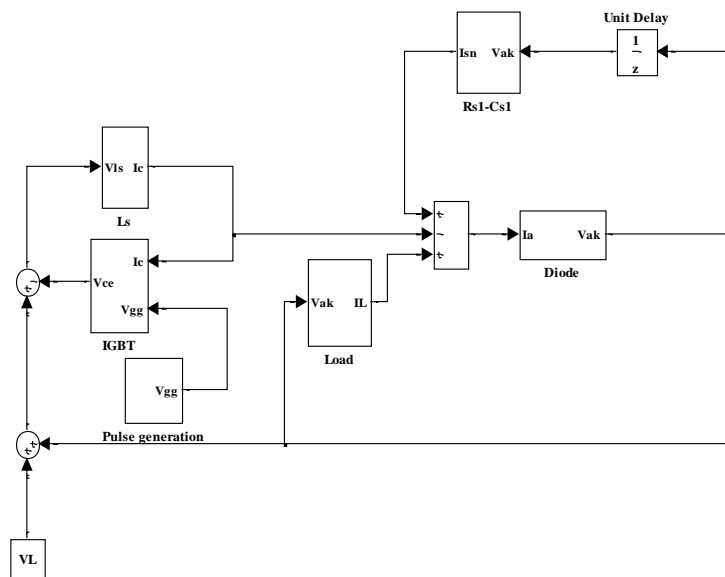 Unit Delay
1
z
Isn Vak
Rs1-Cs1
Vls Ic
Ls
+
−
+
Ia Vak
Diode
Ic
Vce
Vgg
IGBT
Vak IL
Load
−
+
Vgg
Pulse generation
+
+
VL